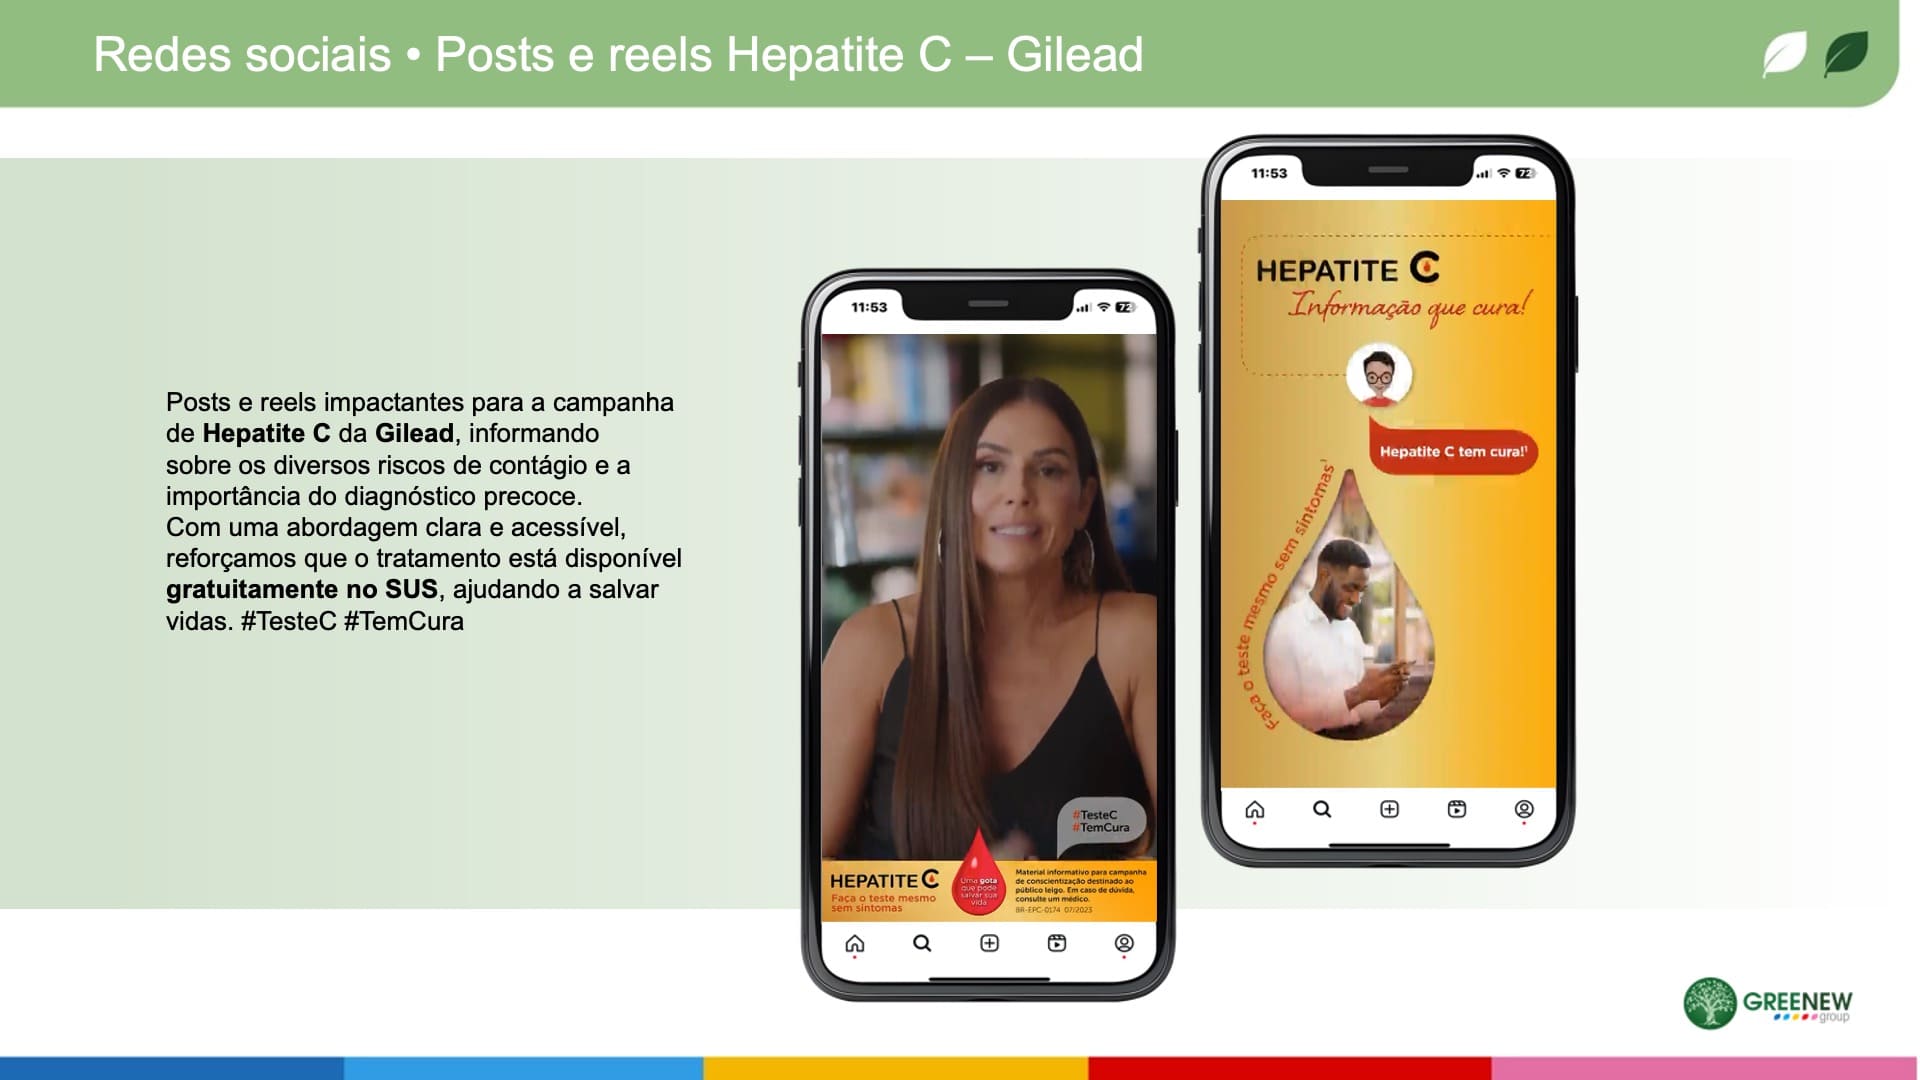 Redes sociais • Posts e reels Hepatite C – Gilead
Posts e reels impactantes para a campanha
de Hepatite C da Gilead, informando
sobre os diversos riscos de contágio e a
importância do diagnóstico precoce.
Com uma abordagem clara e acessível,
reforçamos que o tratamento está disponível
gratuitamente no SUS, ajudando a salvar
vidas. #TesteC #TemCura
11:53
72
#TesteC
#TemCura
HEPATITE C
Faça o teste mesmo
sem sintomas
Uma gota
que pode
salvar sua
vida
Material informativo para campanha
de conscientização destinado ao
público leigo. Em caso de dúvida,
consulte um médico.
BR-EPC-0174 07/2023
11:53
72
HEPATITE C
Informação que cura!
Hepatite C tem cura!¹
Faça o teste mesmo sem sintomas¹
GREENEW
group